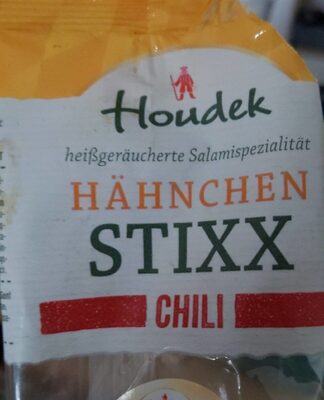 Houdek
heißgeräucherte Salamispezialität
HÄHNCHEN
STIXX
CHILI